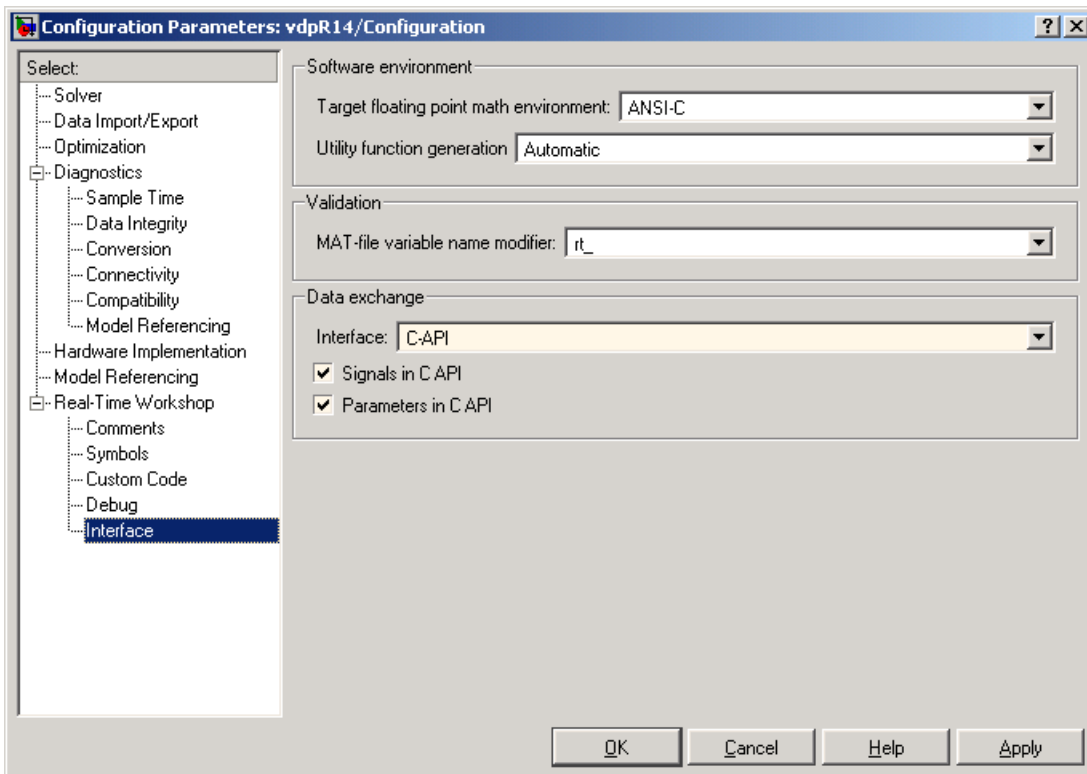 Configuration Parameters: vdpR14/Configuration
Select:
Solver
Data Import/Export
Optimization
Diagnostics
Sample Time
Data Integrity
Conversion
Connectivity
Compatibility
Model Referencing
Hardware Implementation
Model Referencing
Real-Time Workshop
Comments
Symbols
Custom Code
Debug
Interface
Software environment
Target floating point math environment: ANSI-C
Utility function generation Automatic
Validation
MAT-file variable name modifier: rt_
Data exchange
Interface: C-API
Signals in C API
Parameters in C API
OK Cancel Help Apply